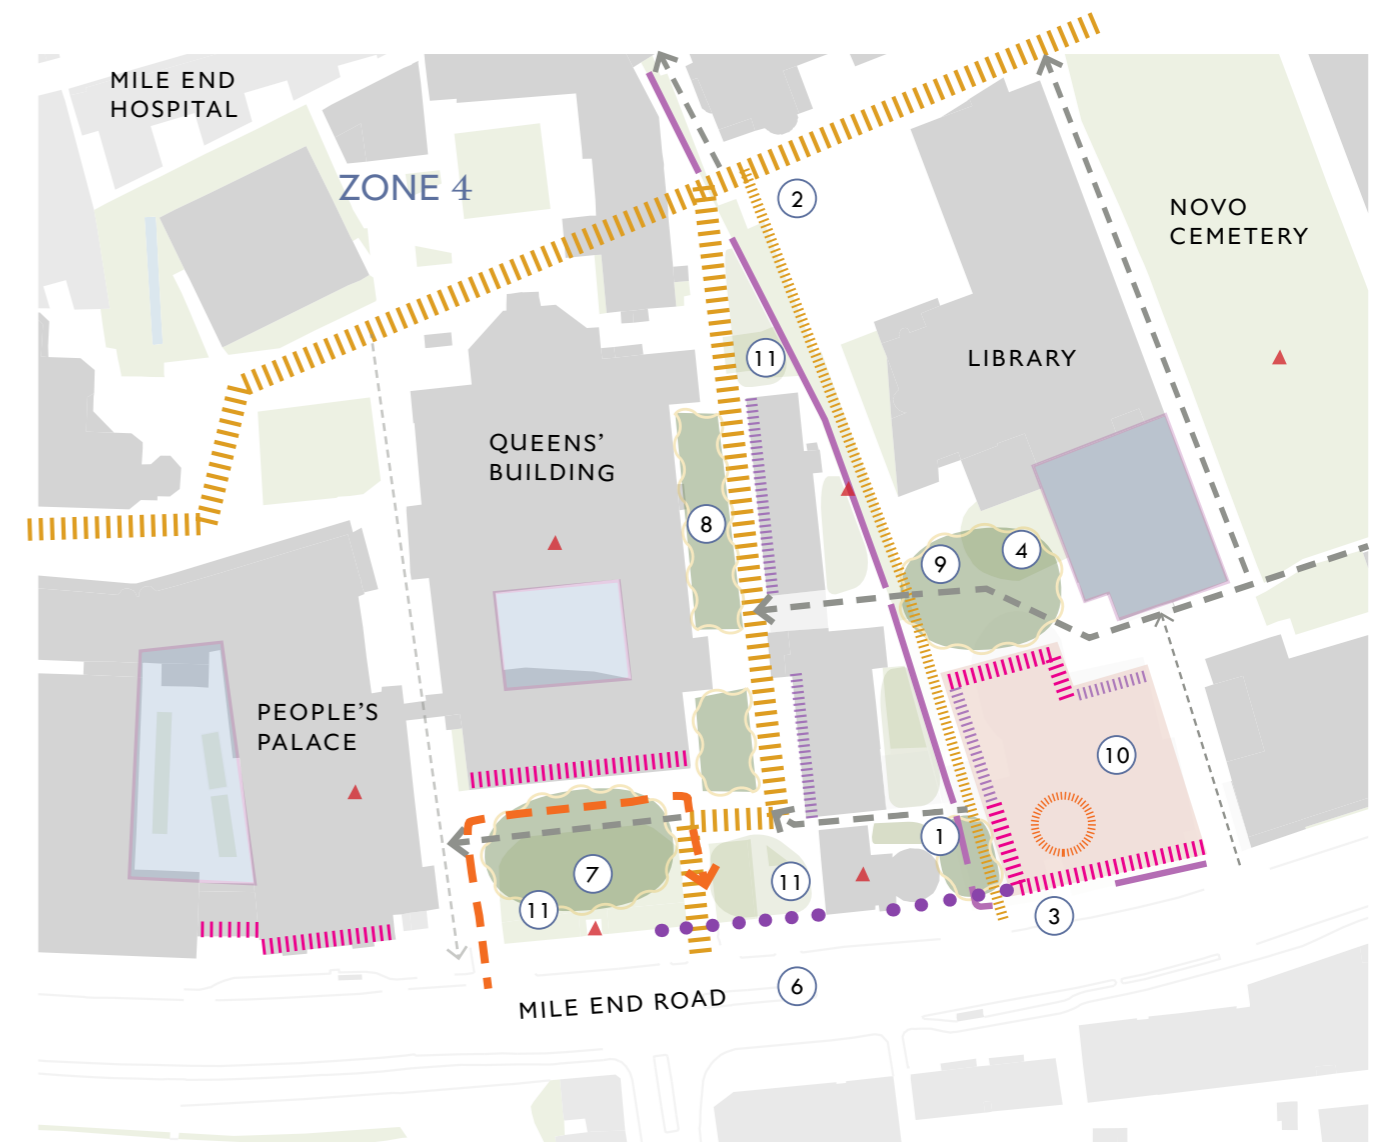 MILE END
HOSPITAL
ZONE 4
2
NOVO
CEMETERY
11
LIBRARY
QUEENS'
BUILDING
8
9
4
PEOPLE'S
PALACE
10
1
7
11
11
3
6
MILE END ROAD